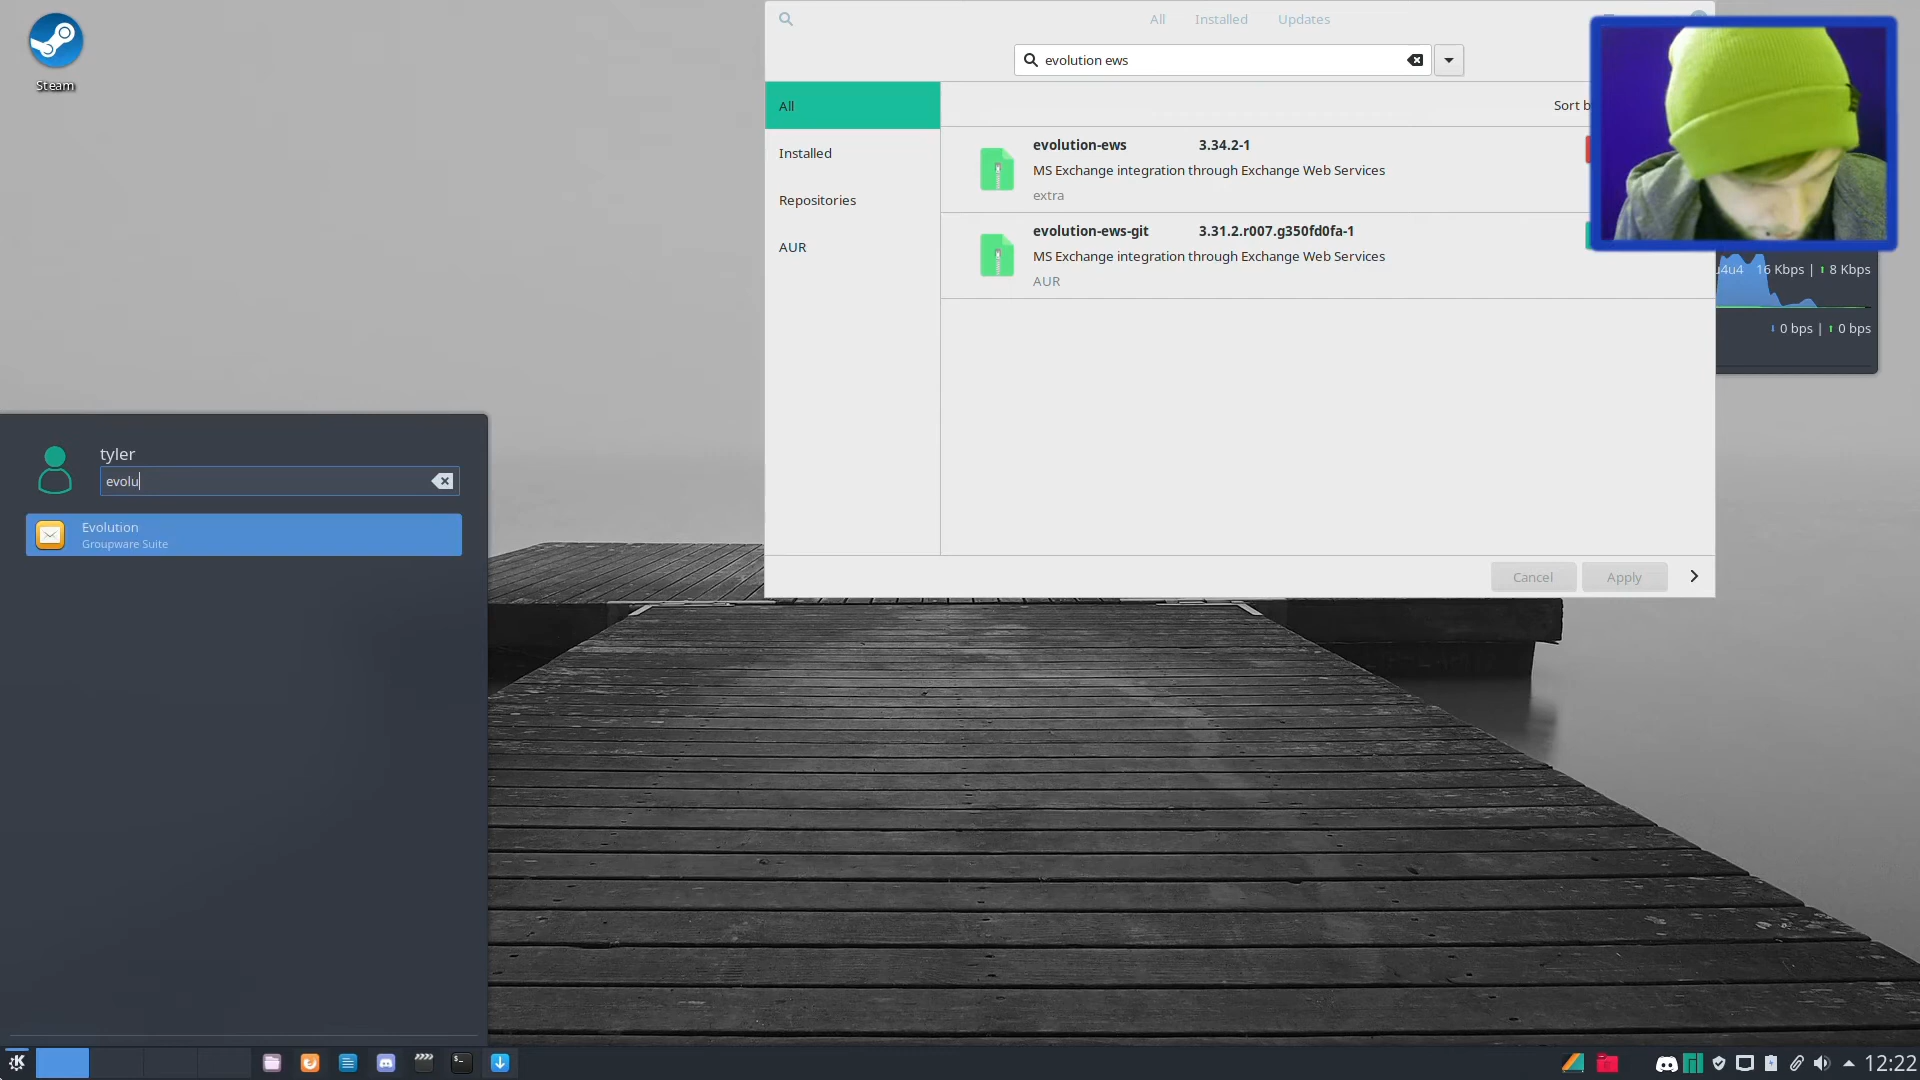 Steam
All Installed Updates
evolution ews
All
Installed
Repositories
AUR
Sort b
evolution-ews 3.34.2-1
MS Exchange integration through Exchange Web Services
extra
evolution-ews-git 3.31.2.r007.g350fd0fa-1
MS Exchange integration through Exchange Web Services
AUR
Cancel Apply
u4u4 16 Kbps | 8 Kbps
0 bps | 0 bps
tyler
evolu
Evolution
Groupware Suite
12:22